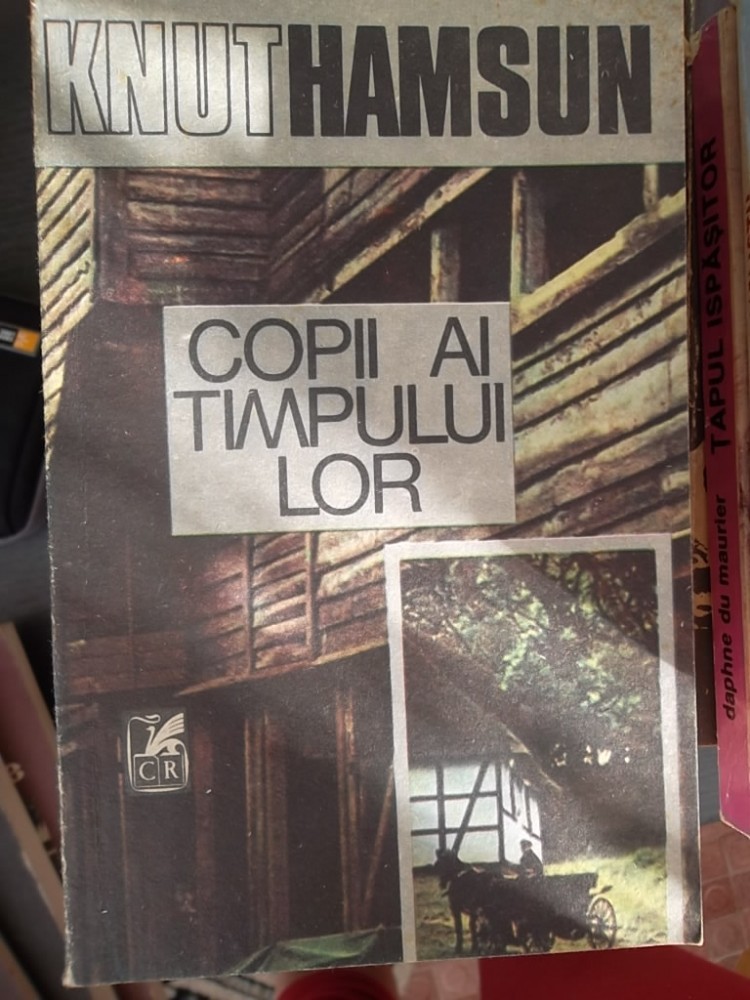 KNUT HAMSUN
COPII AI
TIMPULUI
LOR
CR
daphne du maurier ȚAPUL ISPĂȘITOR